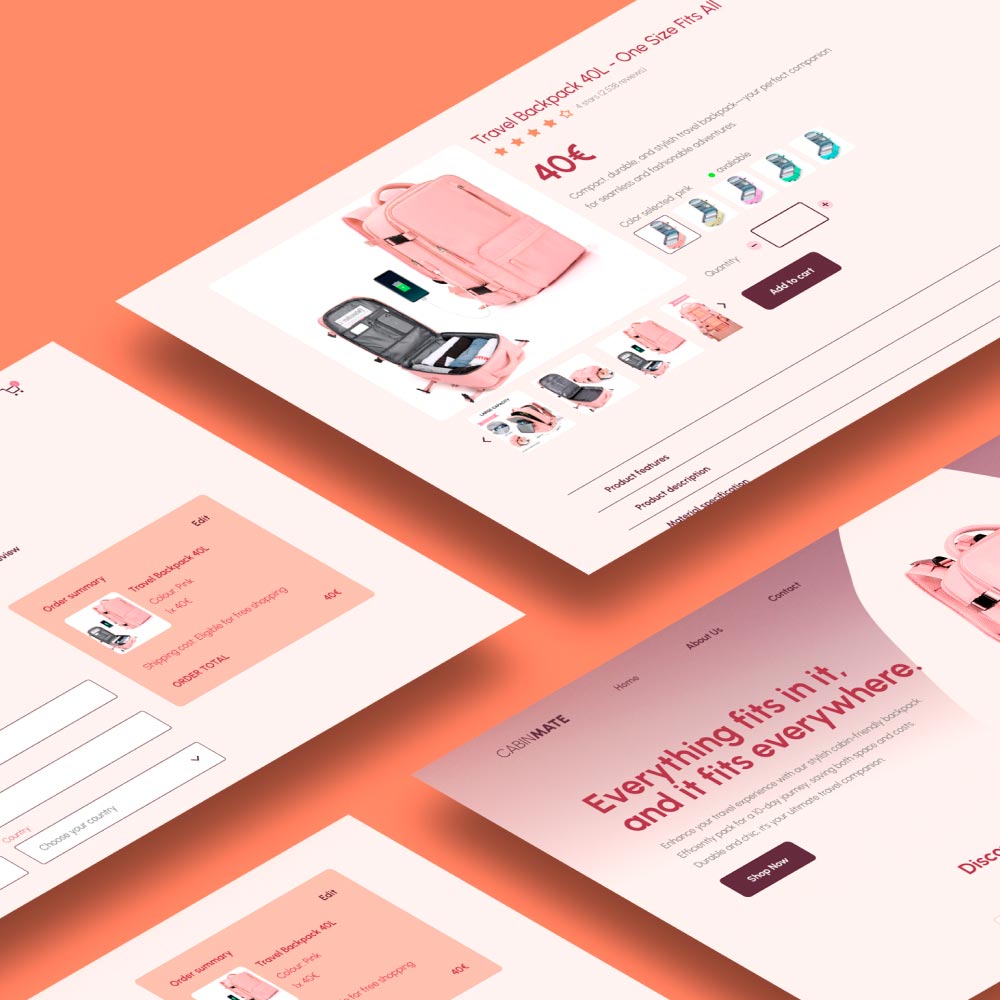 Travel Backpack 40L - One Size Fits All
4 stars (2.538 reviews)
40€
Compact, durable, and stylish travel backpack—your perfect companion
for seamless and fashionable adventures.
Color selected: pink
available
Quantity
Add to cart
LARGE CAPACITY
Product features
Product description
Material specification
Edit
Order summary
Travel Backpack 40L
Colour: Pink
1x 40€
Shipping cost: Eligible for free shopping
40€
ORDER TOTAL
Country
Choose your country
CABINMATE
Home
About Us
Contact
Everything fits in it,
and it fits everywhere.
Enhance your travel experience with our stylish cabin-friendly backpack.
Efficiently pack for a 10-day journey, saving both space and costs.
Durable and chic, it's your ultimate travel companion.
Shop Now
Edit
Order summary
Travel Backpack 40L
Colour: Pink
1x 40€
for free shopping
40€